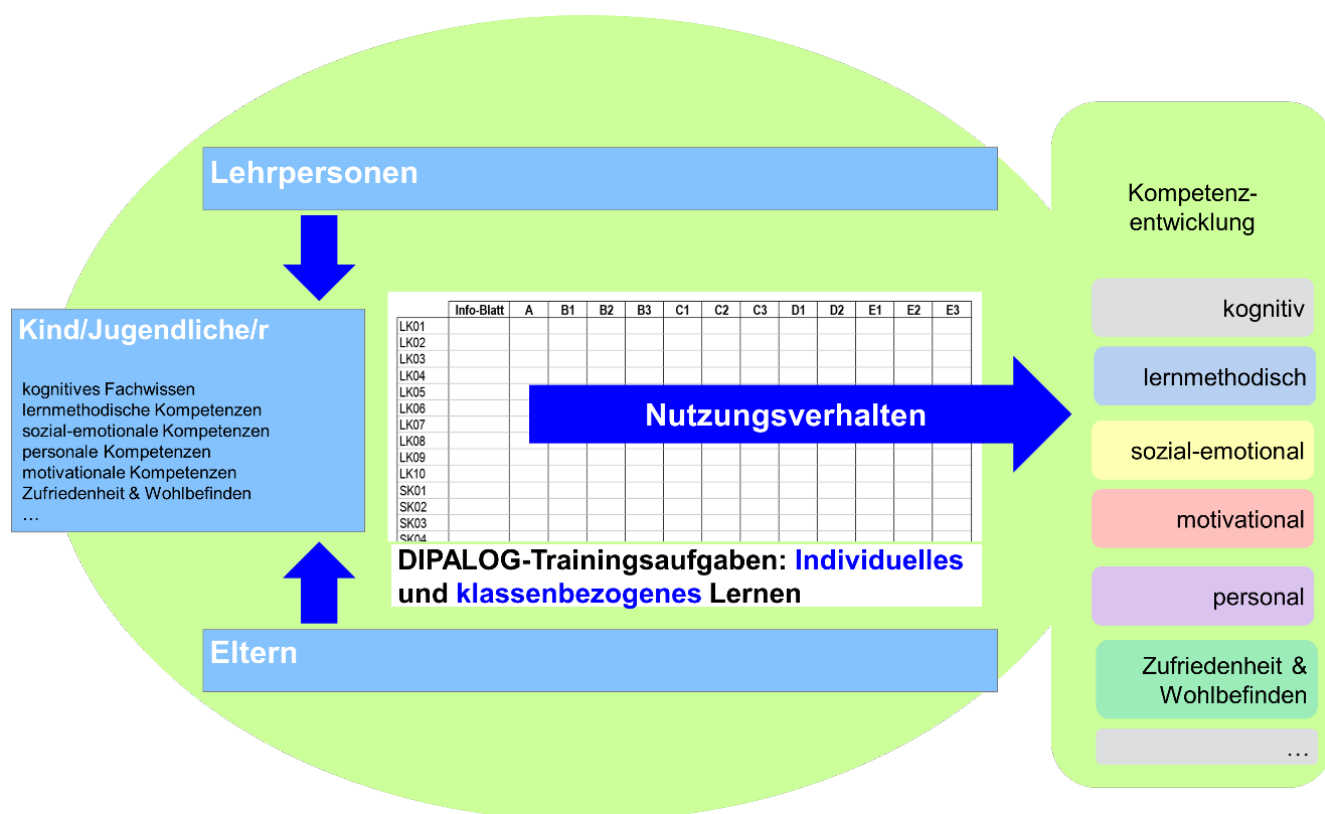 Lehrpersonen
Kind/Jugendliche/r
kognitives Fachwissen
lernmethodische Kompetenzen
sozial-emotionale Kompetenzen
personale Kompetenzen
motivationale Kompetenzen
Zufriedenheit & Wohlbefinden
…
Info-Blatt A B1 B2 B3 C1 C2 C3 D1 D2 E1 E2 E3
LK01
LK02
LK03
LK04
LK05
LK06
LK07
LK08
LK09
LK10
SK01
SK02
SK03
SK04
Nutzungsverhalten
DIPALOG-Trainingsaufgaben: Individuelles
und klassenbezogenes Lernen
Eltern
Kompetenz-
entwicklung
kognitiv
lernmethodisch
sozial-emotional
motivational
personal
Zufriedenheit &
Wohlbefinden
…